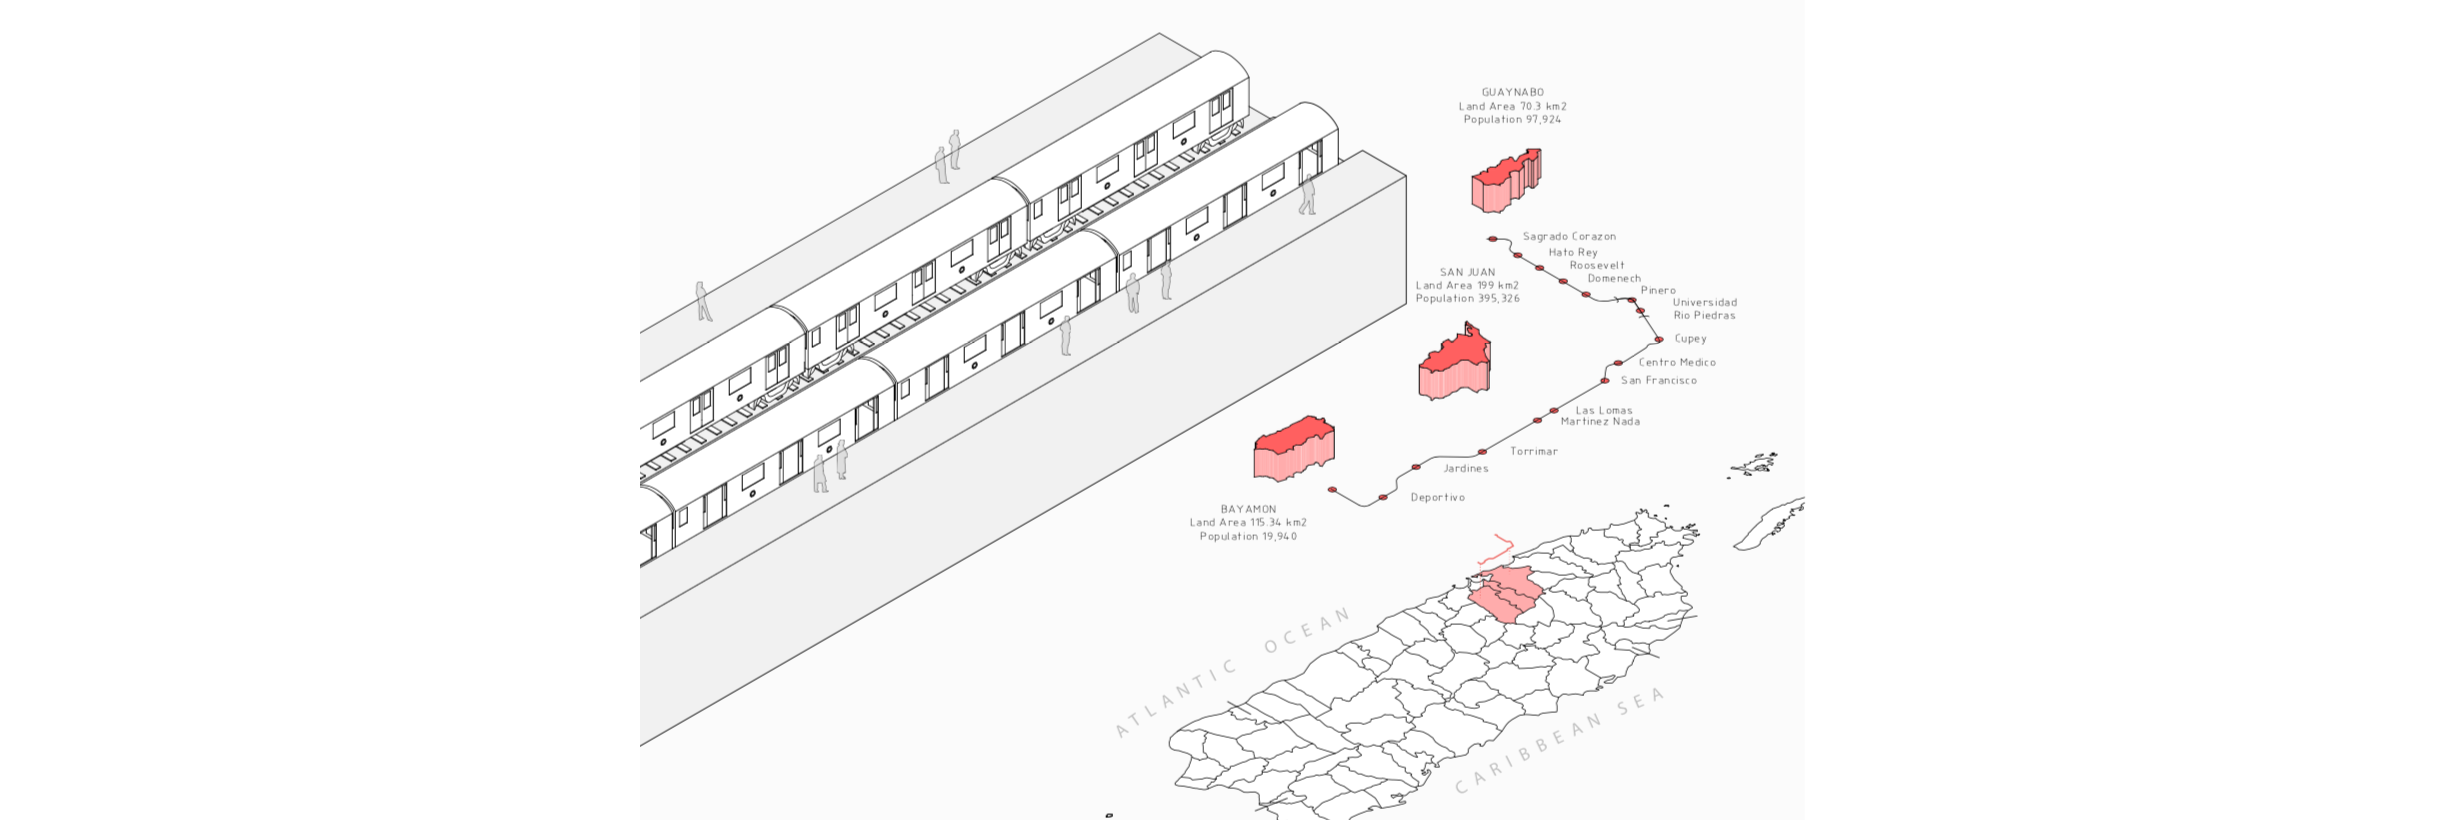 GUAYNABO
Land Area 70.3 km2
Population 97,924
Sagrado Corazon
Hato Rey
Roosevelt
Domenech
SAN JUAN
Land Area 199 km2
Population 395,326
Pinero
Universidad
Rio Piedras
Cupey
Centro Medico
San Francisco
Las Lomas
Martinez Nada
Torrimar
Jardines
Deportivo
BAYAMON
Land Area 115.34 km2
Population 19,940
ATLANTIC OCEAN
CARIBBEAN SEA